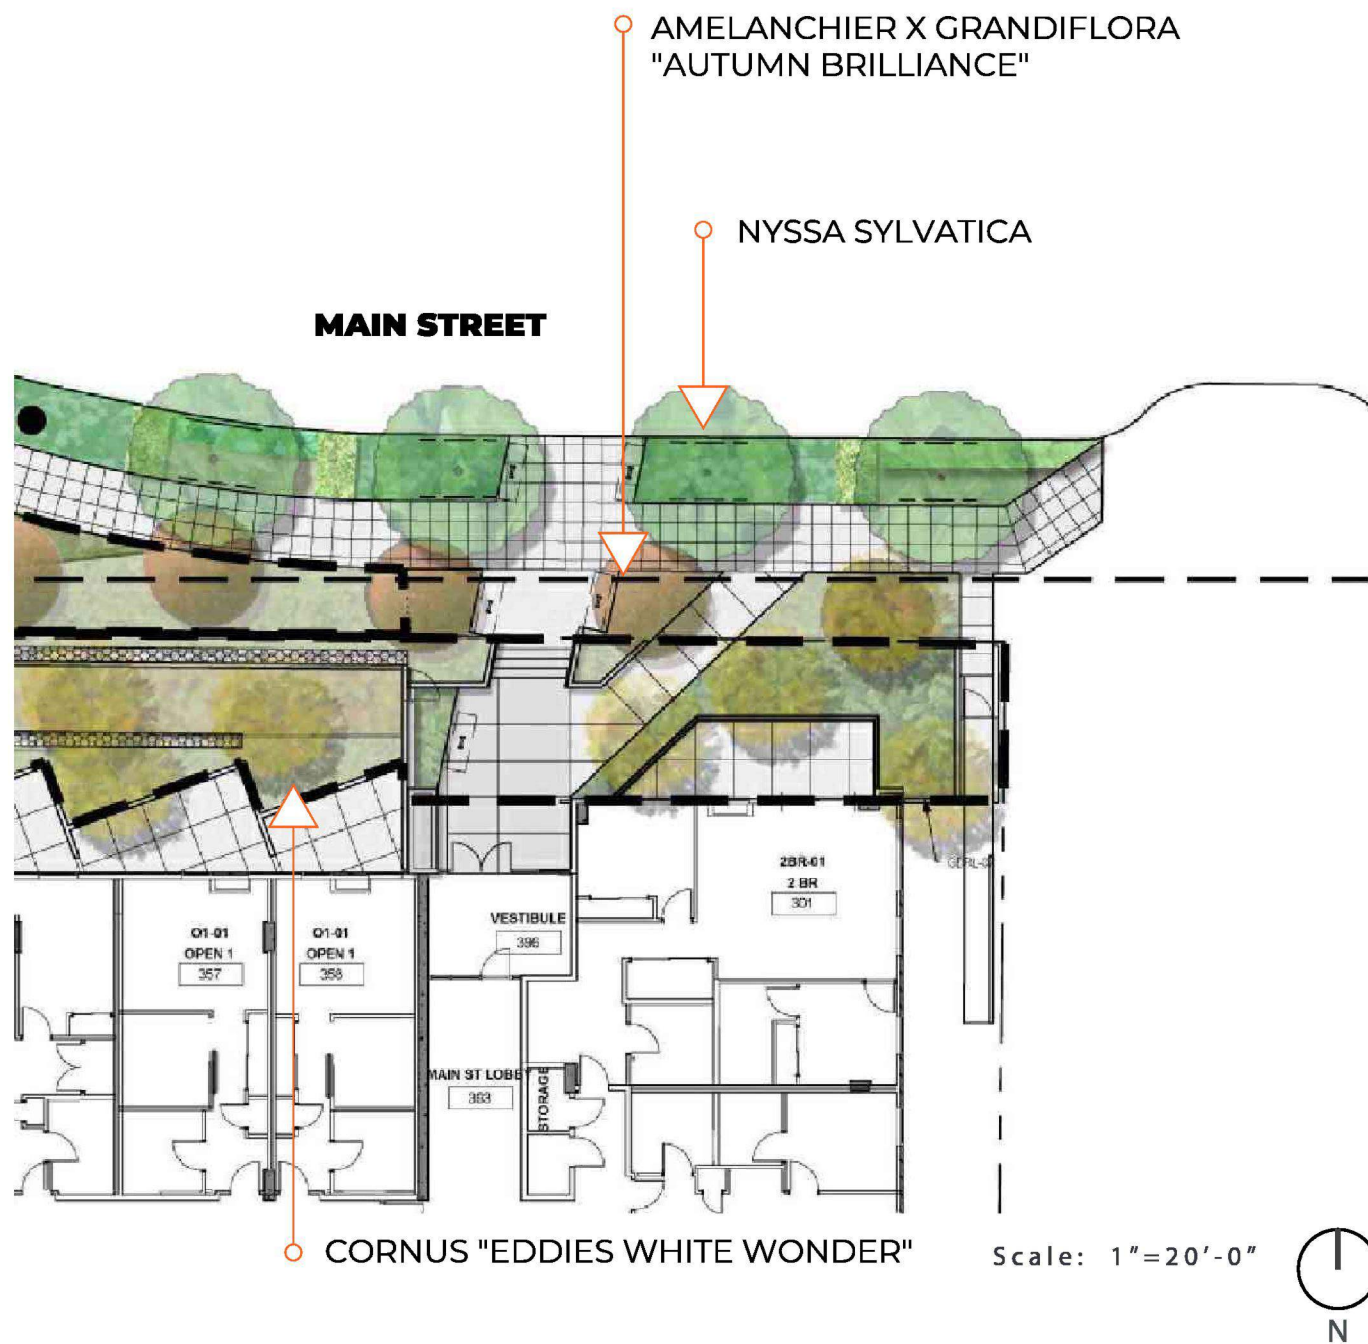 AMELANCHIER X GRANDIFLORA
"AUTUMN BRILLIANCE"
NYSSA SYLVATICA
MAIN STREET
2BR-01
2 BR
301
VESTIBULE
396
O1-01
OPEN 1
357
O1-01
OPEN 1
358
MAIN ST LOBBY
393
STORAGE
CORNUS "EDDIES WHITE WONDER"
Scale: 1"=20'-0"
N